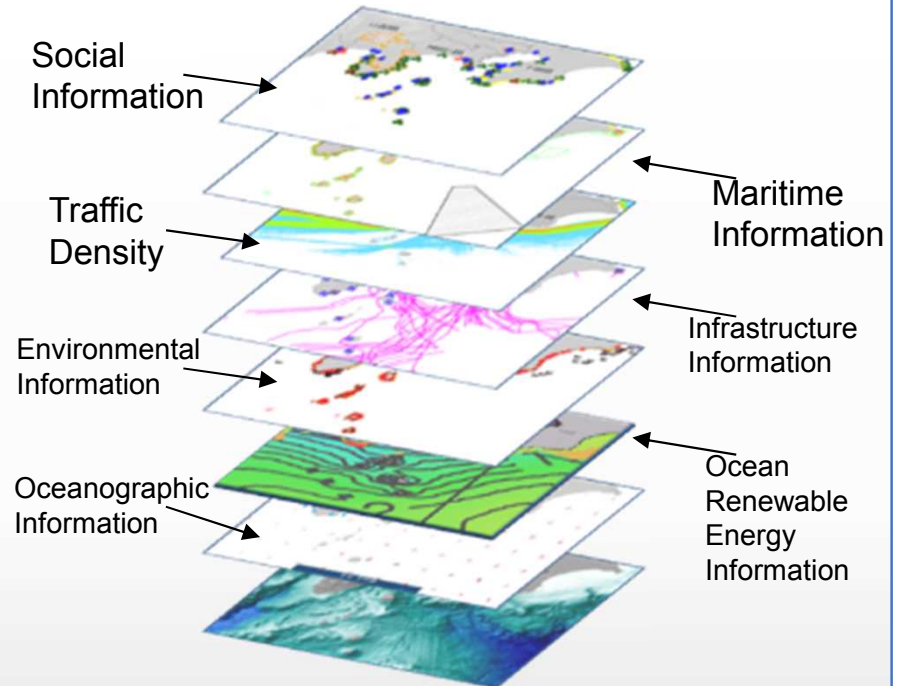 Social
Information
Maritime
Information
Traffic
Density
Infrastructure
Information
Environmental
Information
Ocean
Renewable
Energy
Information
Oceanographic
Information